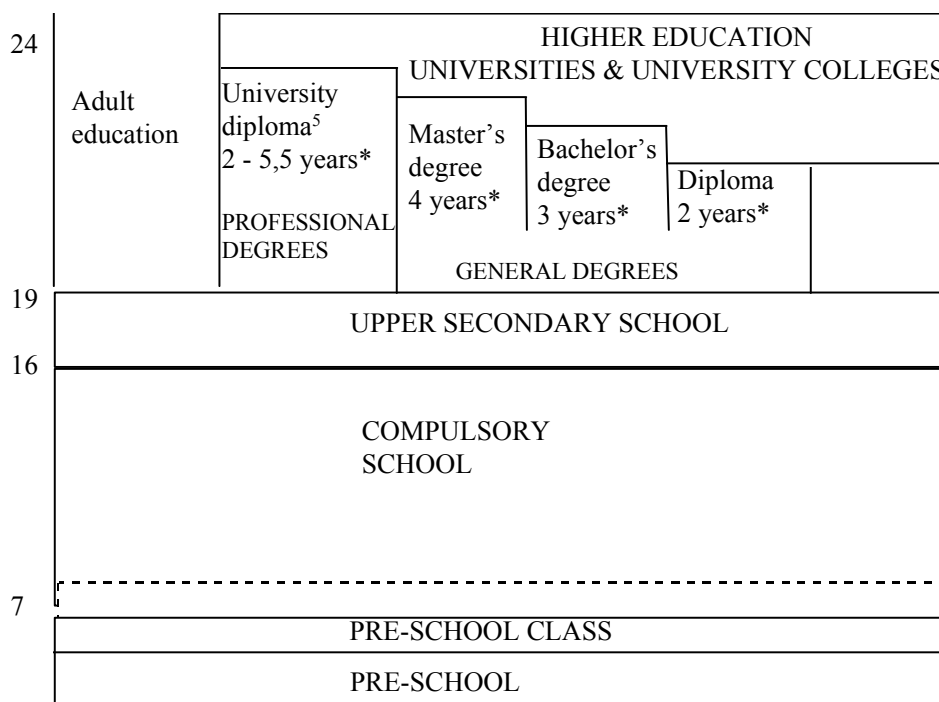 24
HIGHER EDUCATION
UNIVERSITIES & UNIVERSITY COLLEGES
Adult
education
University
diploma5
2 - 5,5 years*
Master’s
degree
4 years*
Bachelor’s
degree
3 years*
Diploma
2 years*
PROFESSIONAL
DEGREES
GENERAL DEGREES
19
UPPER SECONDARY SCHOOL
16
COMPULSORY
SCHOOL
7
PRE-SCHOOL CLASS
PRE-SCHOOL